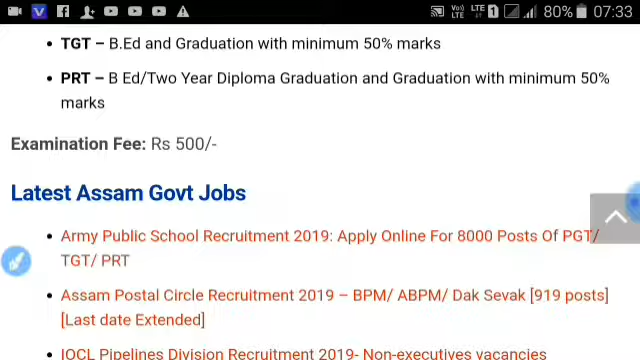 VoLTE LTE 1 80% 07:33
TGT – B.Ed and Graduation with minimum 50% marks
PRT – B Ed/Two Year Diploma Graduation and Graduation with minimum 50%
marks
Examination Fee: Rs 500/-
Latest Assam Govt Jobs
Army Public School Recruitment 2019: Apply Online For 8000 Posts Of PGT/
TGT/ PRT
Assam Postal Circle Recruitment 2019 – BPM/ ABPM/ Dak Sevak [919 posts]
[Last date Extended]
IOCL Pipelines Division Recruitment 2019- Non-executives vacancies